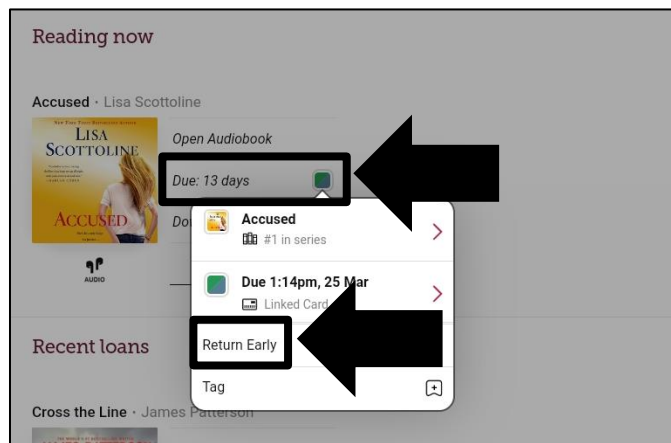 Reading now
Accused · Lisa Scottoline
LISA
SCOTTOLINE
ACCUSED
AUDIO
Open Audiobook
Due: 13 days
Accused
#1 in series
Due 1:14pm, 25 Mar
Linked Card
Return Early
Tag
Recent loans
Cross the Line · James Patterson